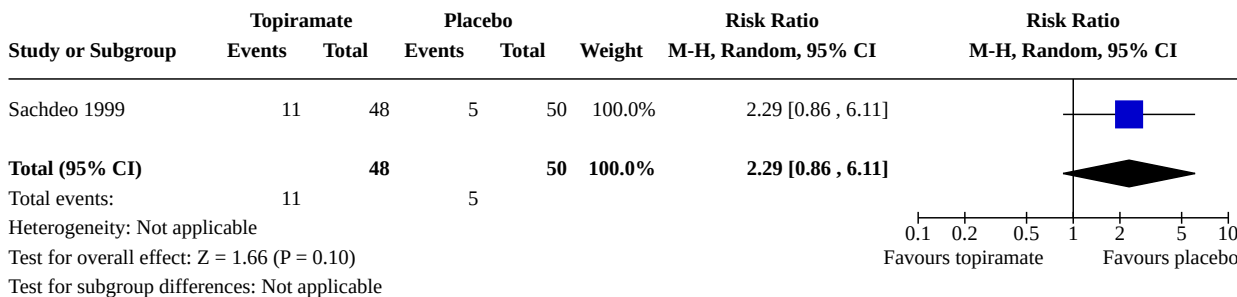 Topiramate Placebo Risk Ratio Risk Ratio
Study or Subgroup Events Total Events Total Weight M-H, Random, 95% CI M-H, Random, 95% CI
Sachdeo 1999 11 48 5 50 100.0% 2.29 [0.86 , 6.11]
Total (95% CI) 48 50 100.0% 2.29 [0.86 , 6.11]
Total events: 11 5
Heterogeneity: Not applicable
0.1 0.2 0.5 1 2 5 10
Test for overall effect: Z = 1.66 (P = 0.10) Favours topiramate Favours placebo
Test for subgroup differences: Not applicable